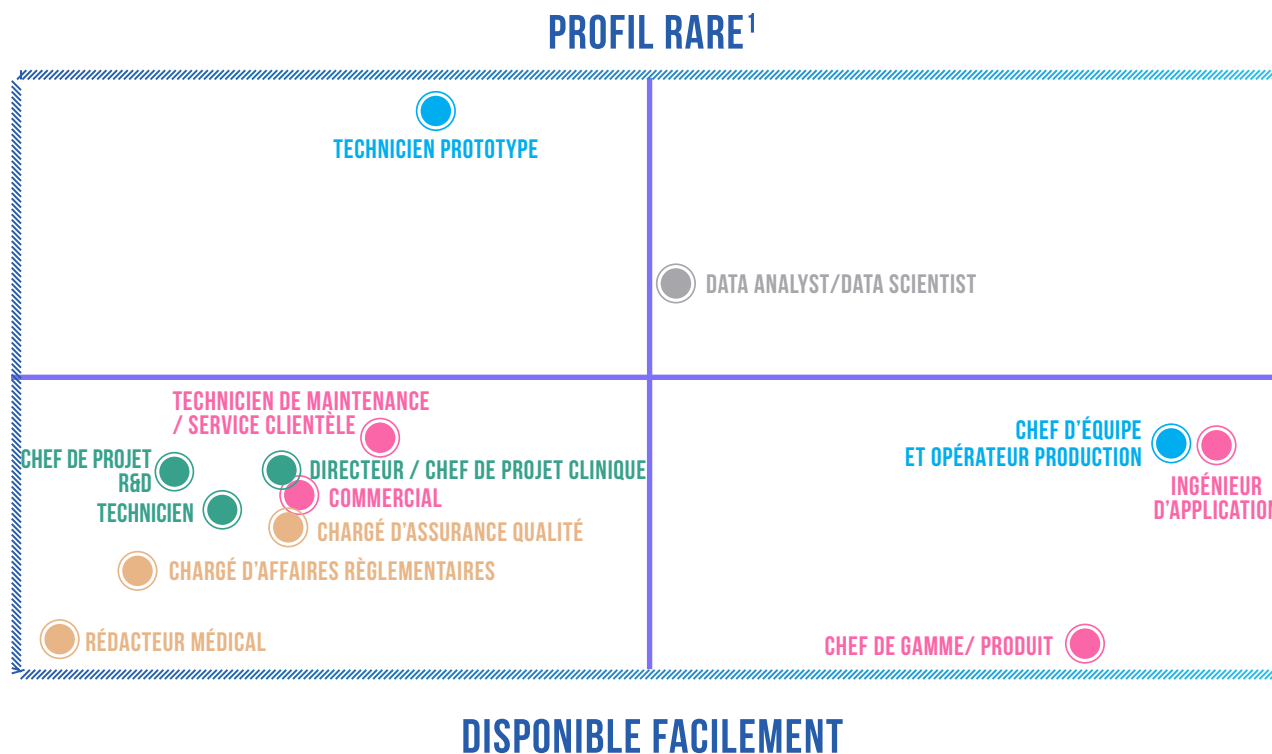 PROFIL RARE¹
TECHNICIEN PROTOTYPE
DATA ANALYST/DATA SCIENTIST
TECHNICIEN DE MAINTENANCE
/ SERVICE CLIENTÈLE
CHEF D'ÉQUIPE
ET OPÉRATEUR PRODUCTION
CHEF DE PROJET
R&D
DIRECTEUR / CHEF DE PROJET CLINIQUE
INGÉNIEUR
D'APPLICATION
COMMERCIAL
TECHNICIEN
CHARGÉ D'ASSURANCE QUALITÉ
CHARGÉ D'AFFAIRES RÈGLEMENTAIRES
RÉDACTEUR MÉDICAL
CHEF DE GAMME/ PRODUIT
DISPONIBLE FACILEMENT